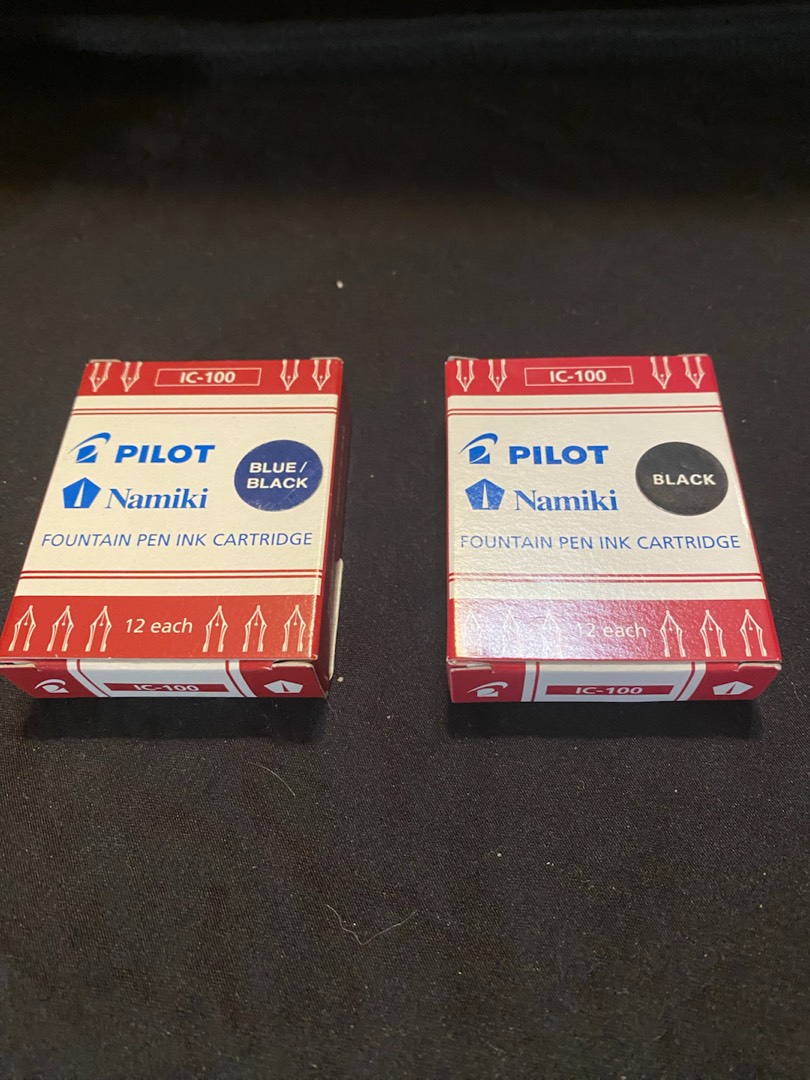 IC-100
PILOT
Namiki
BLUE/
BLACK
FOUNTAIN PEN INK CARTRIDGE
12 each
IC-100
IC-100
PILOT
Namiki
BLACK
FOUNTAIN PEN INK CARTRIDGE
12 each
IC-100